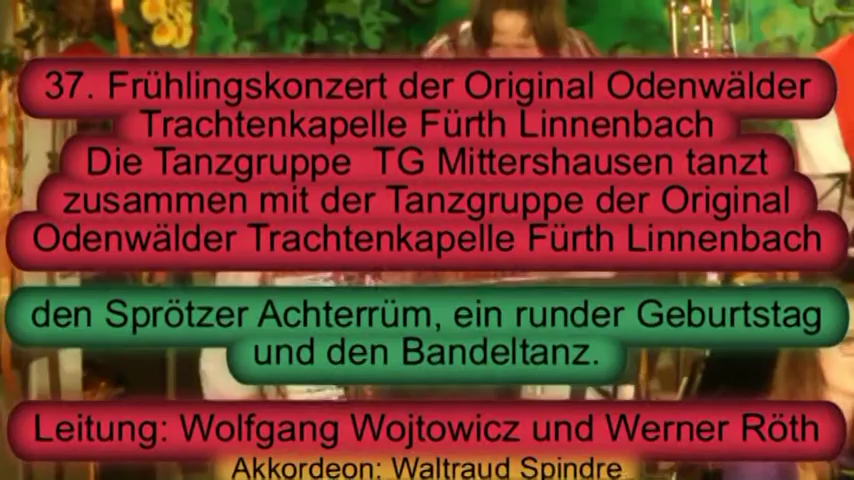 37. Frühlingskonzert der Original Odenwälder
Trachtenkapelle Fürth Linnenbach
Die Tanzgruppe TG Mittershausen tanzt
zusammen mit der Tanzgruppe der Original
Odenwälder Trachtenkapelle Fürth Linnenbach
den Sprötzer Achterrüm, ein runder Geburtstag
und den Bandeltanz.
Leitung: Wolfgang Wojtowicz und Werner Röth
Akkordeon: Waltraud Spindre